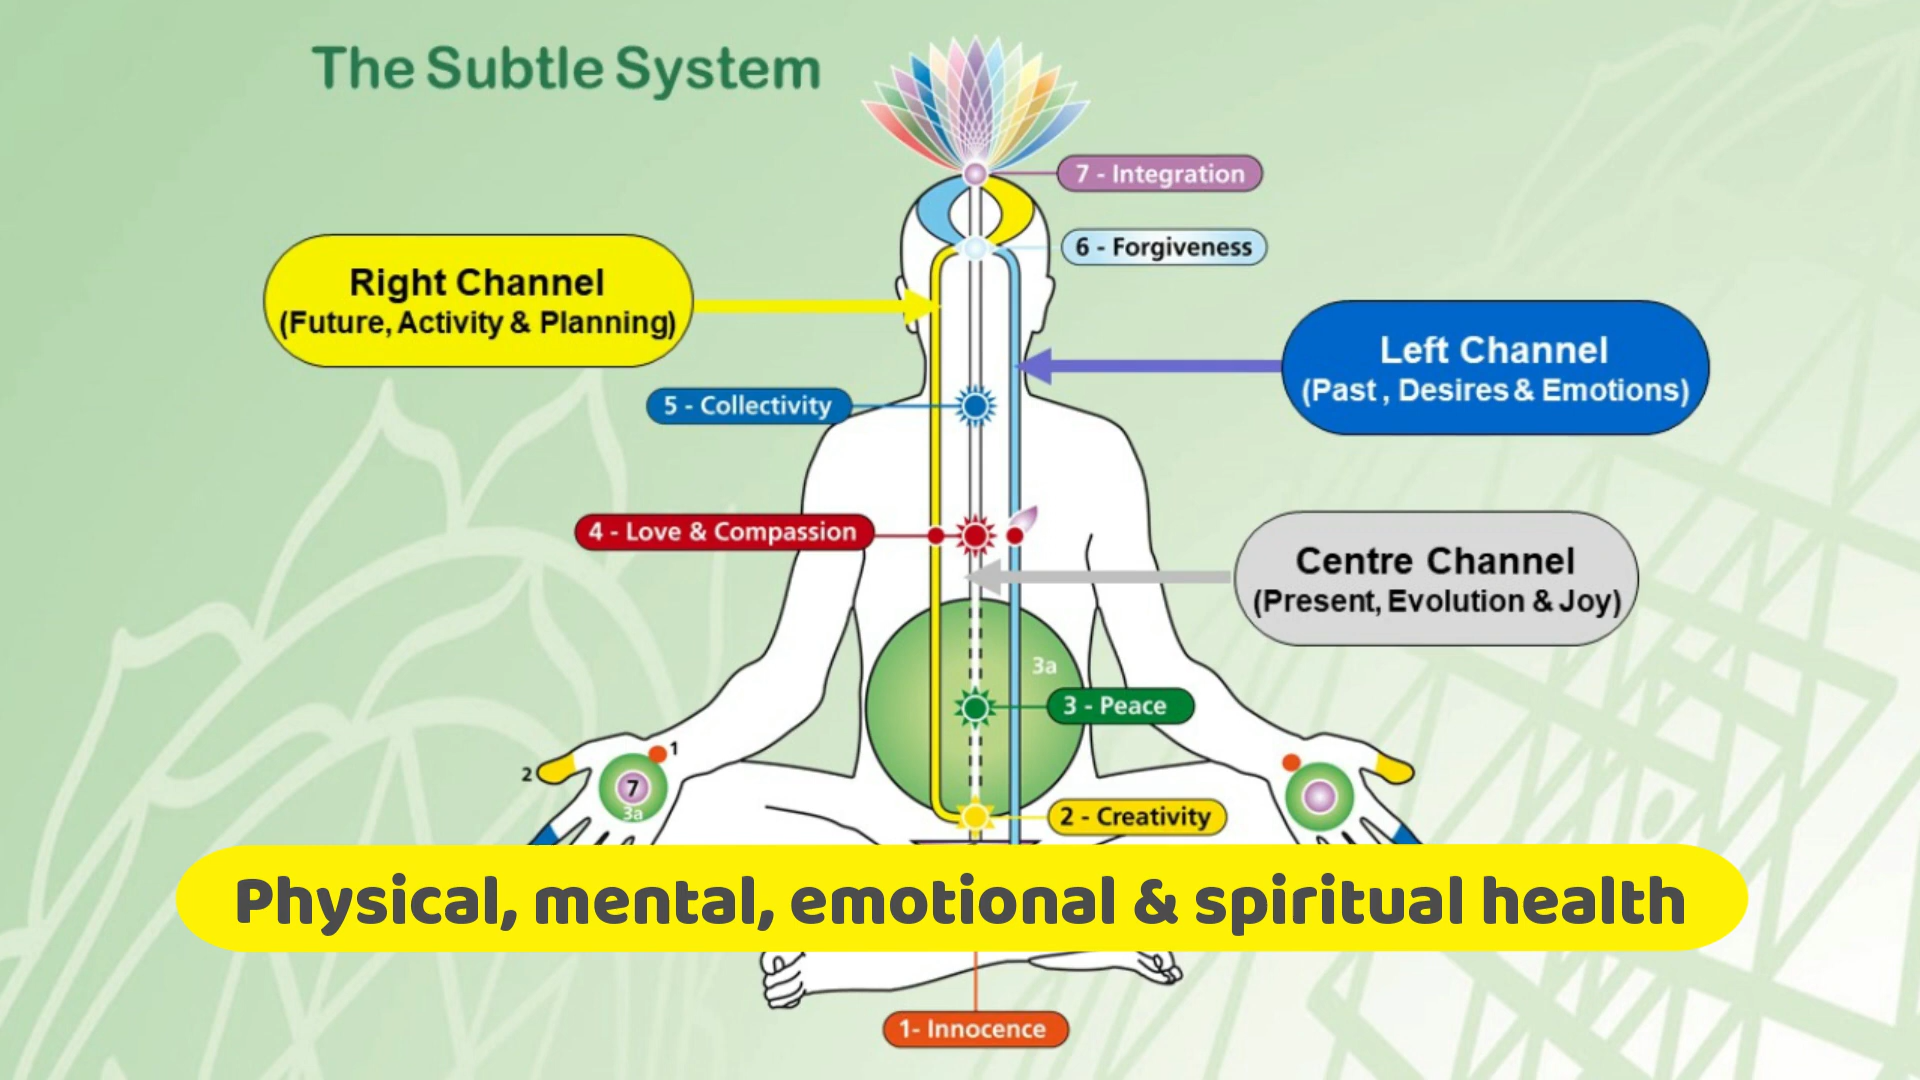 The Subtle System
7 - Integration
6 - Forgiveness
Right Channel
(Future, Activity & Planning)
Left Channel
(Past , Desires & Emotions)
5 - Collectivity
4 - Love & Compassion
Centre Channel
(Present, Evolution & Joy)
3a
3 - Peace
1
2
7
3a
2 - Creativity
Physical, mental, emotional & spiritual health
1- Innocence